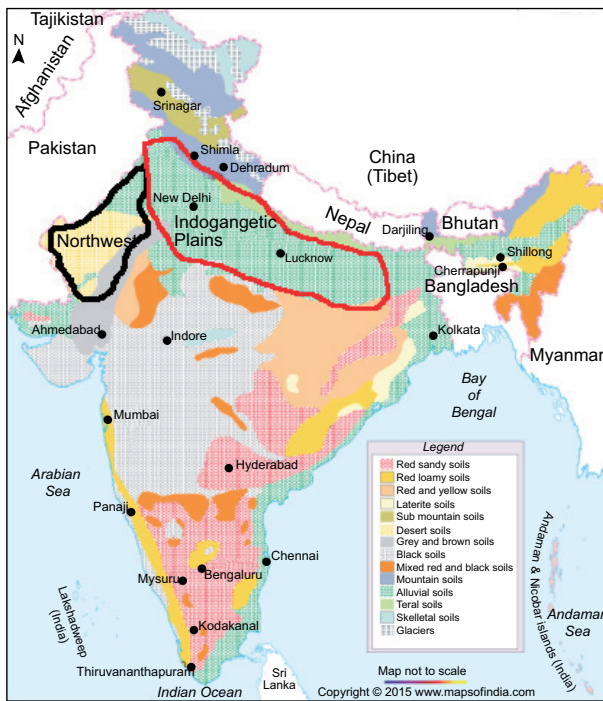 Tajikistan
N
Afghanistan
Srinagar
Pakistan
Shimla
Dehradum
China
(Tibet)
New Delhi
Nepal
Indogangetic
Plains
Darjiling
Bhutan
Northwest
Lucknow
Shillong
Cherrapunji
Bangladesh
Ahmedabad
Indore
Kolkata
Myanmar
Bay
of
Bengal
Mumbai
Arabian
Sea
Hyderabad
Panaji
Chennai
Bengaluru
Mysuru
Lakshadweep
(India)
Kodakanal
Thiruvananthapuram
Indian Ocean
Sri
Lanka
Legend
Red sandy soils
Red loamy soils
Red and yellow soils
Laterite soils
Sub mountain soils
Desert soils
Grey and brown soils
Black soils
Mixed red and black soils
Mountain soils
Alluvial soils
Teral soils
Skelletal soils
Glaciers
Andaman
& Nicobar islands (India)
Andaman
Sea
Map not to scale
Copyright © 2015 www.mapsofindia.com